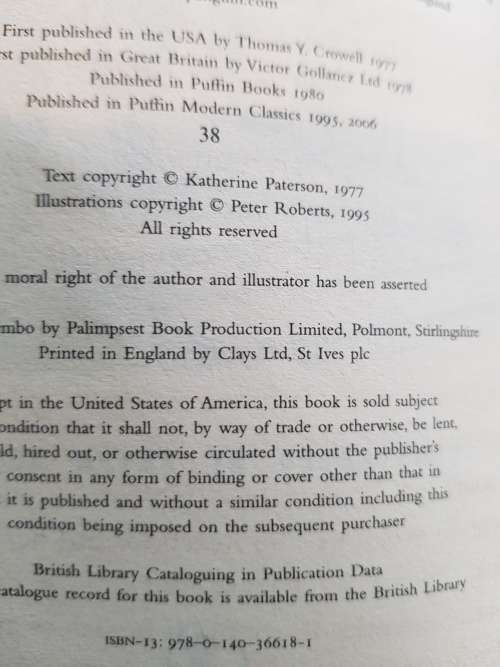 First published in the USA by Thomas Y. Crowell 1977
st published in Great Britain by Victor Gollancz Ltd 1978
Published in Puffin Books 1980
Published in Puffin Modern Classics 1995, 2006
38
Text copyright © Katherine Paterson, 1977
Illustrations copyright © Peter Roberts, 1995
All rights reserved
moral right of the author and illustrator has been asserted
mbo by Palimpsest Book Production Limited, Polmont, Stirlingshire
Printed in England by Clays Ltd, St Ives plc
pt in the United States of America, this book is sold subject
ondition that it shall not, by way of trade or otherwise, be lent,
ld, hired out, or otherwise circulated without the publisher's
consent in any form of binding or cover other than that in
it is published and without a similar condition including this
condition being imposed on the subsequent purchaser
British Library Cataloguing in Publication Data
atalogue record for this book is available from the British Library
ISBN-13: 978-0-140-36618-1